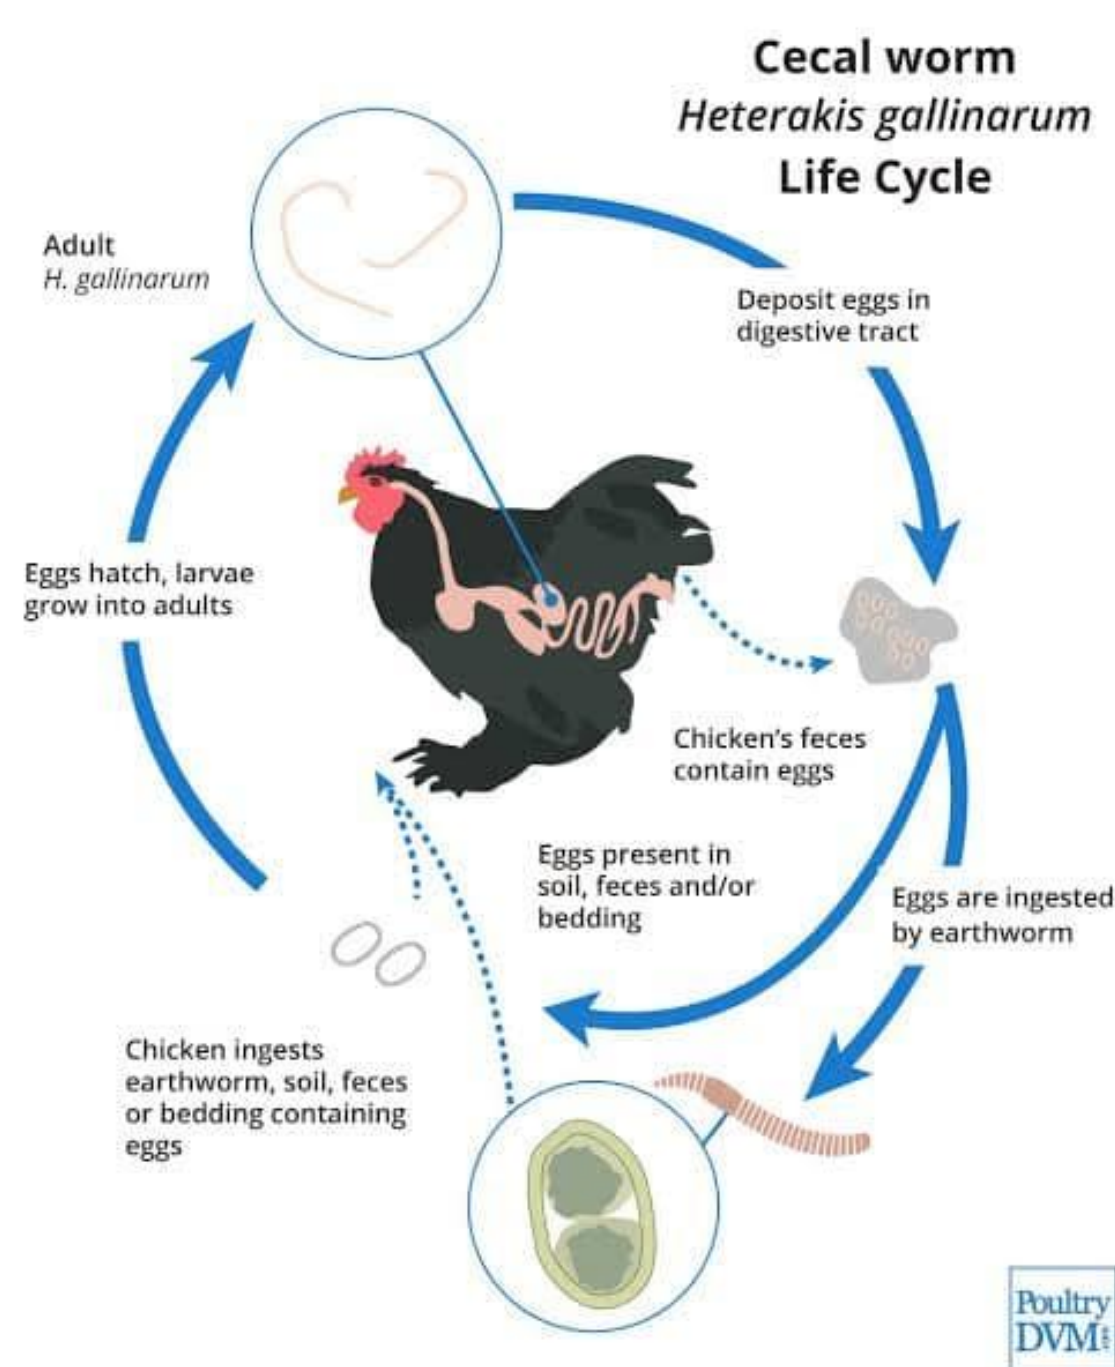 Cecal worm
Heterakis gallinarum
Life Cycle
Adult
H. gallinarum
Deposit eggs in
digestive tract
Eggs hatch, larvae
grow into adults
Chicken's feces
contain eggs
Eggs present in
soil, feces and/or
bedding
Eggs are ingested
by earthworm
Chicken ingests
earthworm, soil, feces
or bedding containing
eggs
Poultry
DVM